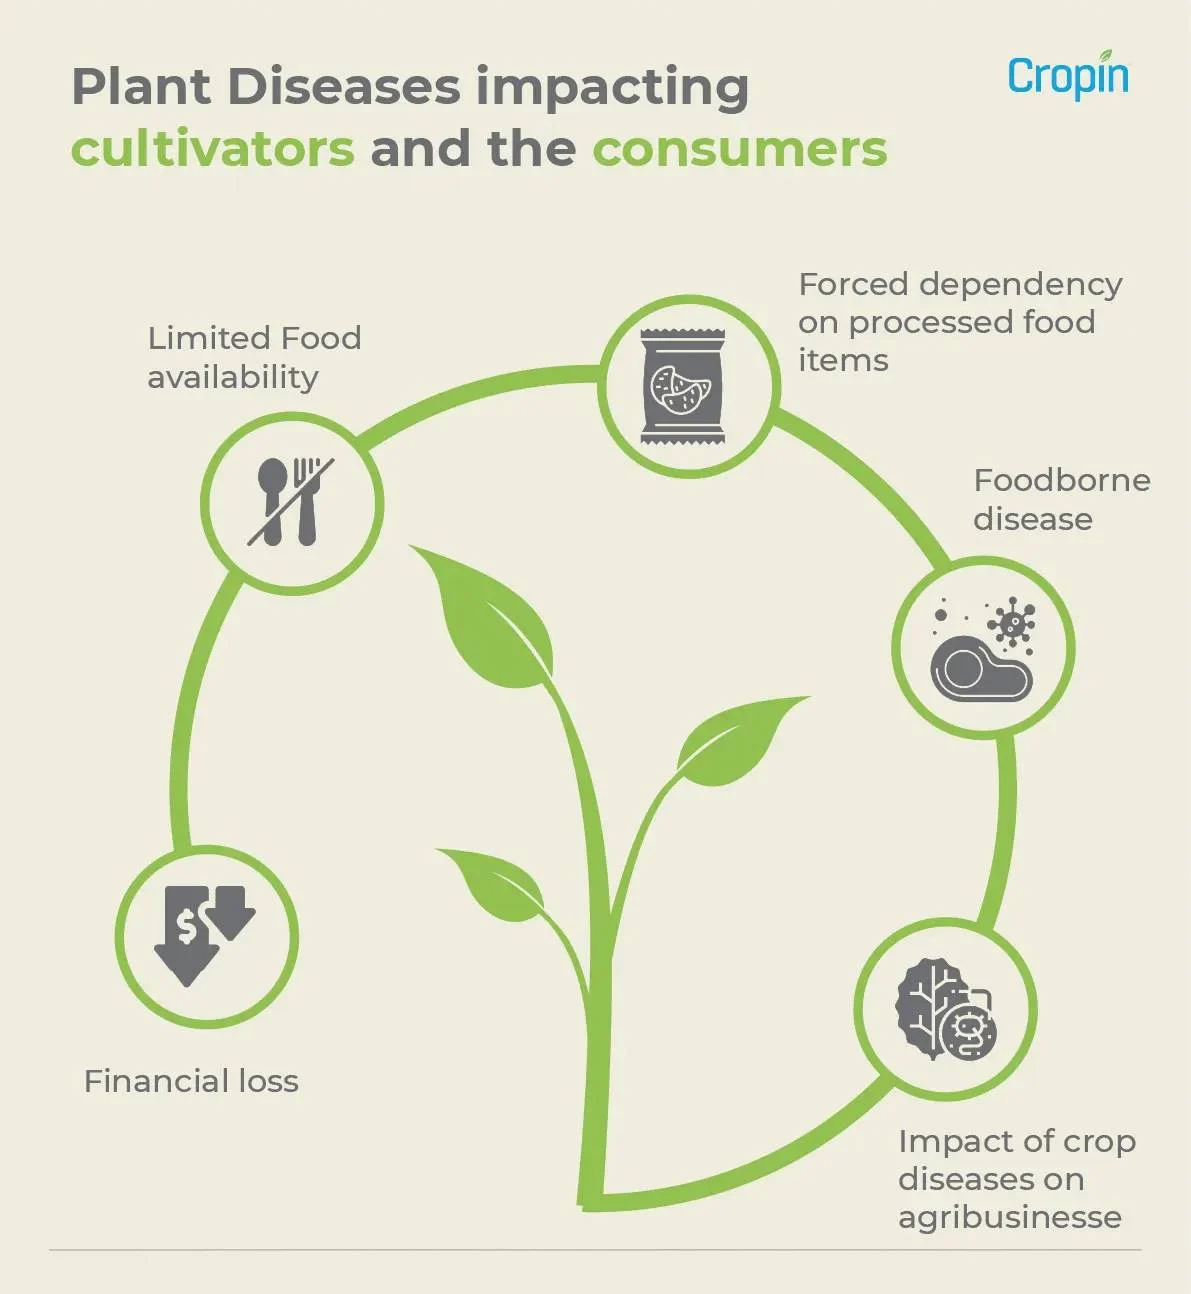 Plant Diseases impacting
cultivators and the consumers
Cropin
Limited Food
availability
Forced dependency
on processed food
items
Foodborne
disease
$
Financial loss
Impact of crop
diseases on
agribusinesse